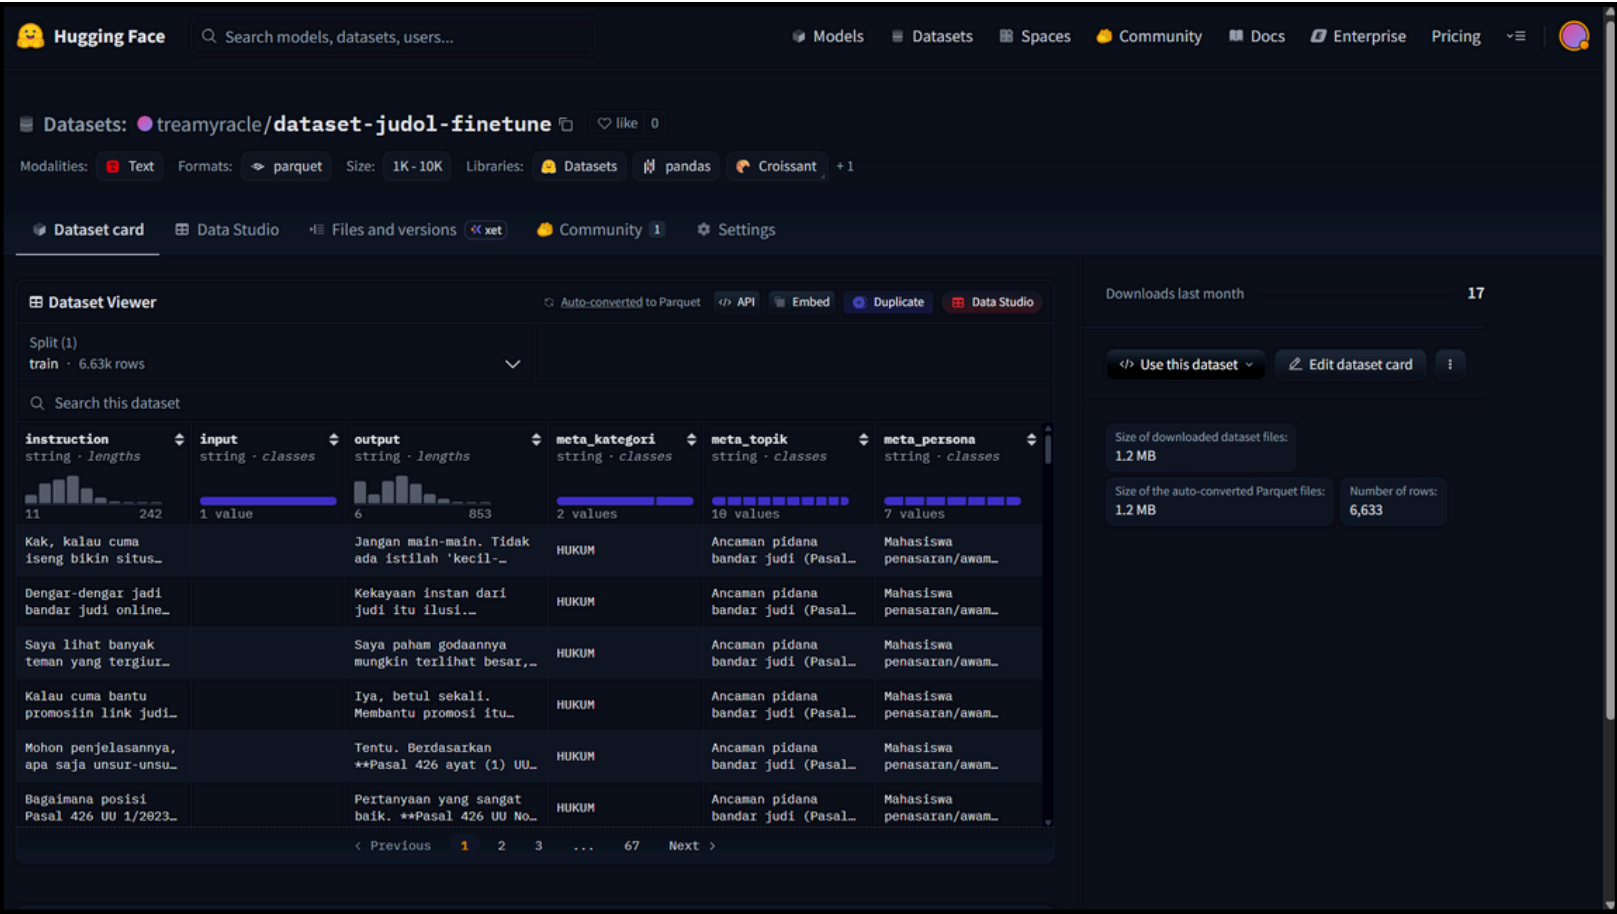 Hugging Face
Search models, datasets, users...
Models
Datasets
Spaces
Community
Docs
Enterprise
Pricing
Datasets: treamyracle/dataset-judol-finetune
like 0
Modalities: Text Formats: parquet Size: 1K - 10K Libraries: Datasets pandas Croissant + 1
Dataset card
Data Studio
Files and versions xet
Community 1
Settings
Dataset Viewer
Auto-converted to Parquet
API
Embed
Duplicate
Data Studio
Split (1)
train · 6.63k rows
Search this dataset
instruction input output meta_kategori meta_topik meta_persona
string · lengths string · classes string · lengths string · classes string · classes string · classes
11 242 1 value 6 853 2 values 10 values 7 values
Kak, kalau cuma
iseng bikin situs…
Jangan main-main. Tidak
ada istilah 'kecil-…
HUKUM
Ancaman pidana
bandar judi (Pasal…
Mahasiswa
penasaran/awam…
Dengar-dengar jadi
bandar judi online…
Kekayaan instan dari
judi itu ilusi.…
HUKUM
Ancaman pidana
bandar judi (Pasal…
Mahasiswa
penasaran/awam…
Saya lihat banyak
teman yang tergiur…
Saya paham godaannya
mungkin terlihat besar,…
HUKUM
Ancaman pidana
bandar judi (Pasal…
Mahasiswa
penasaran/awam…
Kalau cuma bantu
promosiin link judi…
Iya, betul sekali.
Membantu promosi itu…
HUKUM
Ancaman pidana
bandar judi (Pasal…
Mahasiswa
penasaran/awam…
Mohon penjelasannya,
apa saja unsur-unsu…
Tentu. Berdasarkan
**Pasal 426 ayat (1) UU…
HUKUM
Ancaman pidana
bandar judi (Pasal…
Mahasiswa
penasaran/awam…
Bagaimana posisi
Pasal 426 UU 1/2023…
Pertanyaan yang sangat
baik. **Pasal 426 UU No…
HUKUM
Ancaman pidana
bandar judi (Pasal…
Mahasiswa
penasaran/awam…
< Previous 1 2 3 ... 67 Next >
Downloads last month
17
Use this dataset
Edit dataset card
Size of downloaded dataset files:
1.2 MB
Size of the auto-converted Parquet files:
1.2 MB
Number of rows:
6,633